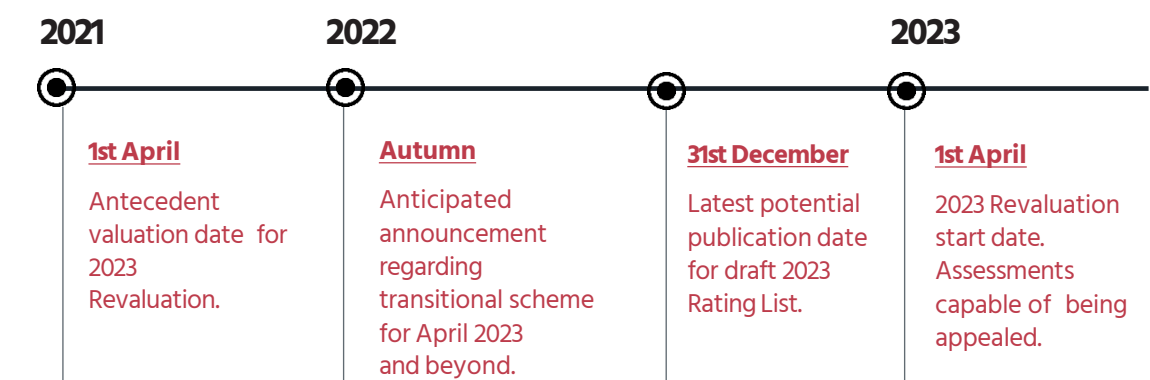 2021
1st April
Antecedent
valuation date for
2023
Revaluation.
2022
Autumn
Anticipated
announcement
regarding
transitional scheme
for April 2023
and beyond.
31st December
Latest potential
publication date
for draft 2023
Rating List.
2023
1st April
2023 Revaluation
start date.
Assessments
capable of being
appealed.